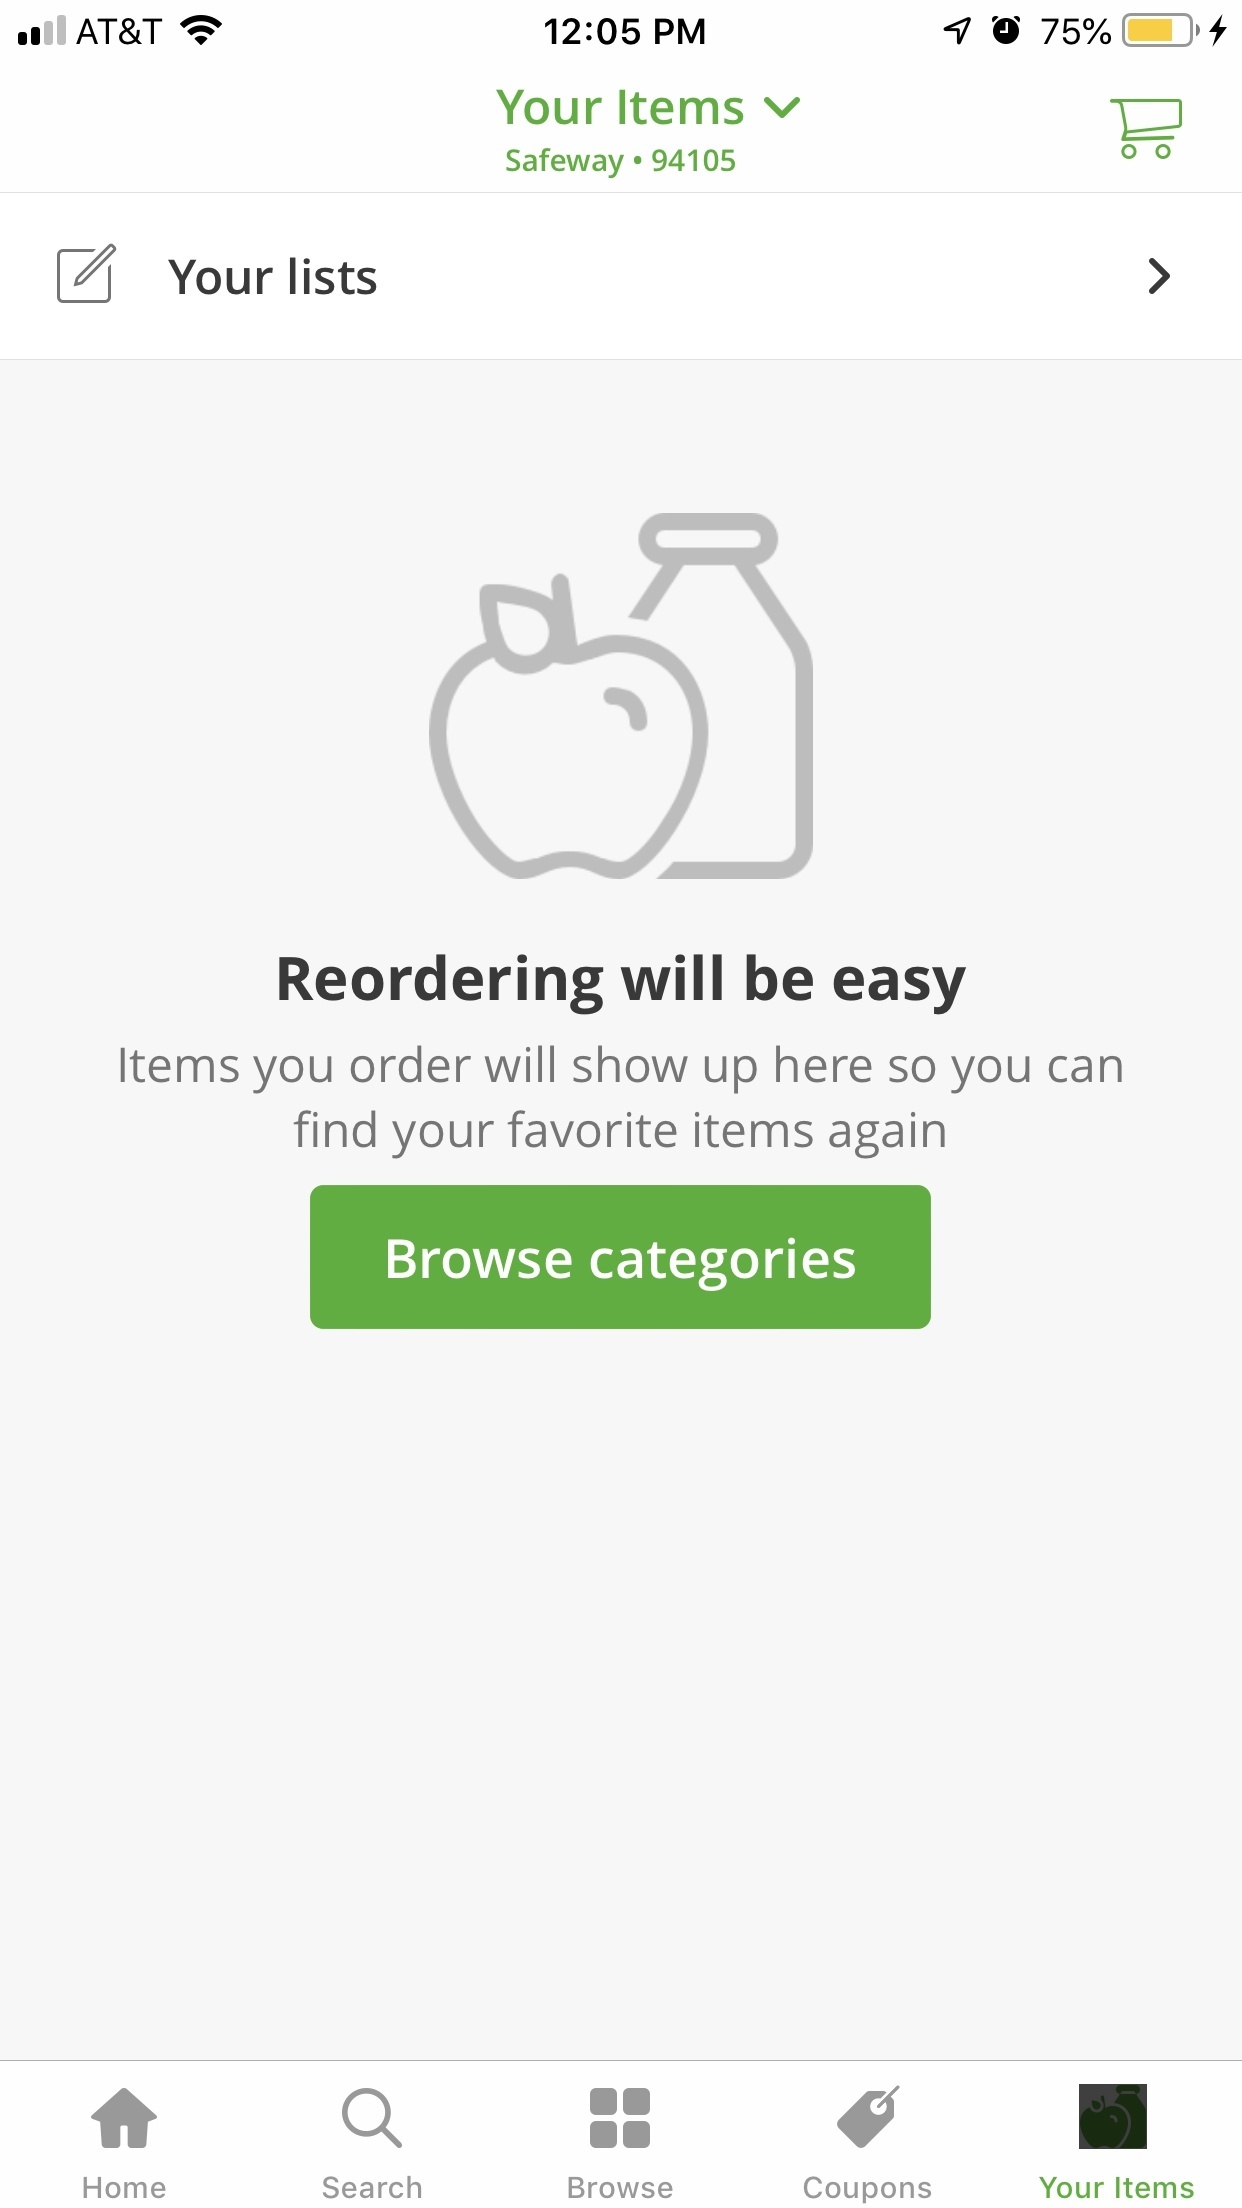 AT&T 12:05 PM 75%
Your Items
Safeway • 94105
Your lists
Reordering will be easy
Items you order will show up here so you can
find your favorite items again
Browse categories
Home Search Browse Coupons Your Items